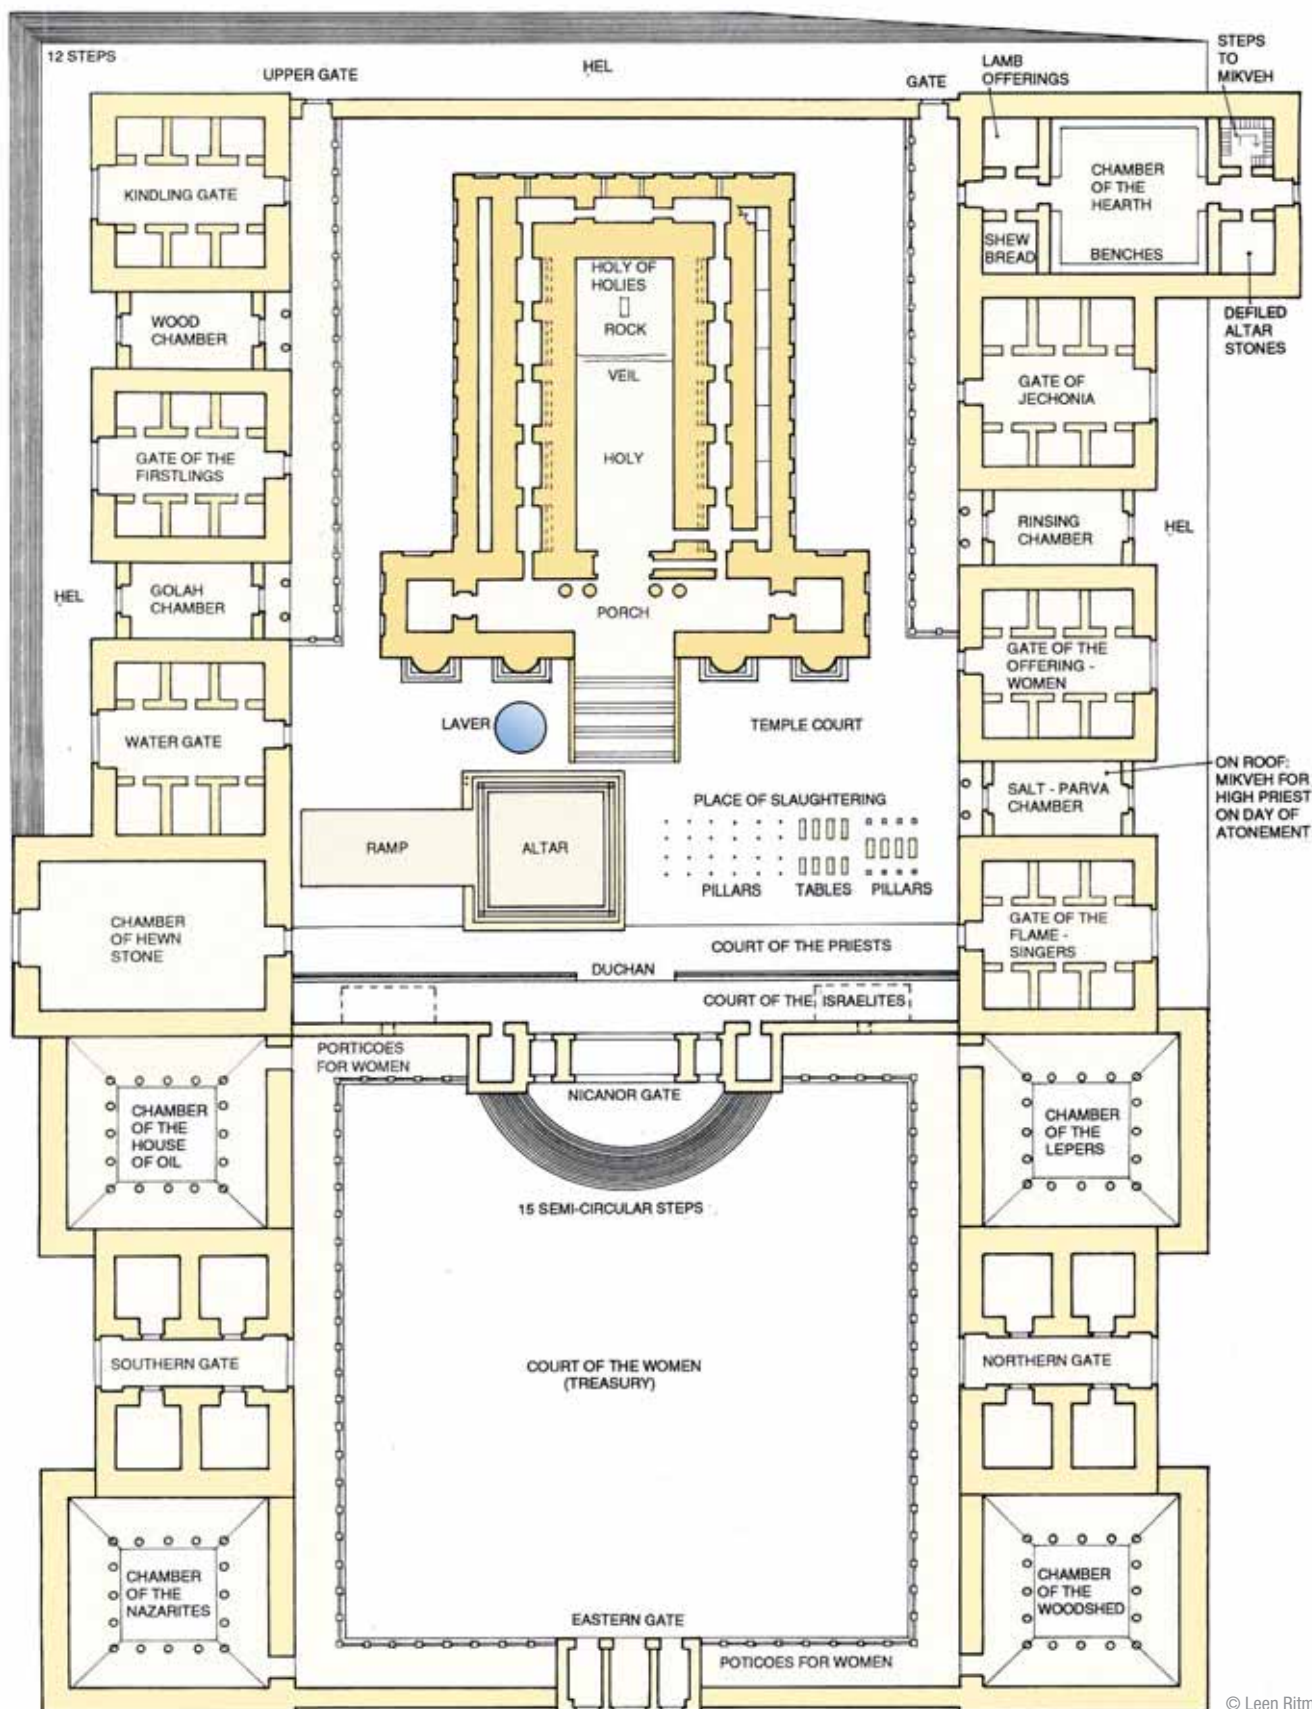 12 STEPS
UPPER GATE
HEL
GATE
LAMB
OFFERINGS
STEPS
TO
MIKVEH
KINDLING GATE
CHAMBER
OF THE
HEARTH
BENCHES
SHEW
BREAD
DEFILED
ALTAR
STONES
HOLY OF
HOLIES
ROCK
VEIL
HOLY
WOOD
CHAMBER
GATE OF
JECHONIA
GATE OF THE
FIRSTLINGS
RINSING
CHAMBER
HEL
HEL
GOLAH
CHAMBER
PORCH
GATE OF THE
OFFERING -
WOMEN
WATER GATE
LAVER
TEMPLE COURT
SALT - PARVA
CHAMBER
ON ROOF:
MIKVEH FOR
HIGH PRIEST
ON DAY OF
ATONEMENT
PLACE OF SLAUGHTERING
RAMP
ALTAR
PILLARS
TABLES
PILLARS
CHAMBER
OF HEWN
STONE
GATE OF THE
FLAME -
SINGERS
COURT OF THE PRIESTS
DUCHAN
COURT OF THE ISRAELITES
PORTICOES
FOR WOMEN
NICANOR GATE
CHAMBER
OF THE
HOUSE
OF OIL
CHAMBER
OF THE
LEPERS
15 SEMI-CIRCULAR STEPS
SOUTHERN GATE
COURT OF THE WOMEN
(TREASURY)
NORTHERN GATE
CHAMBER
OF THE
NAZARITES
CHAMBER
OF THE
WOODSHED
EASTERN GATE
POTICOES FOR WOMEN
© Leen Ritm